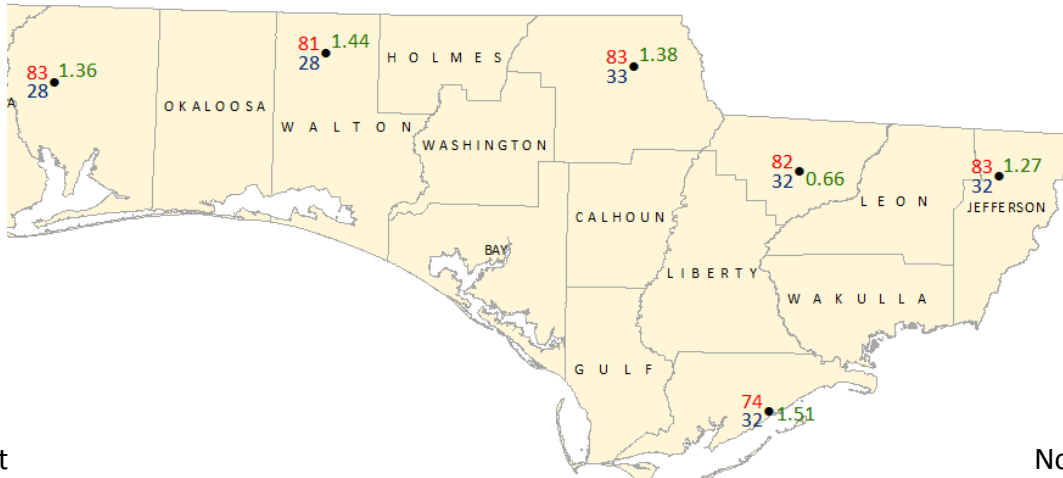 81 1.44
28
HOLMES
83 1.38
33
83 1.36
28
A
OKALOOSA
WALTON
WASHINGTON
82
32 0.66
83 1.27
32
LEON
JEFFERSON
CALHOUN
BAY
LIBERTY
WAKULLA
GULF
74
32 1.51
t
No